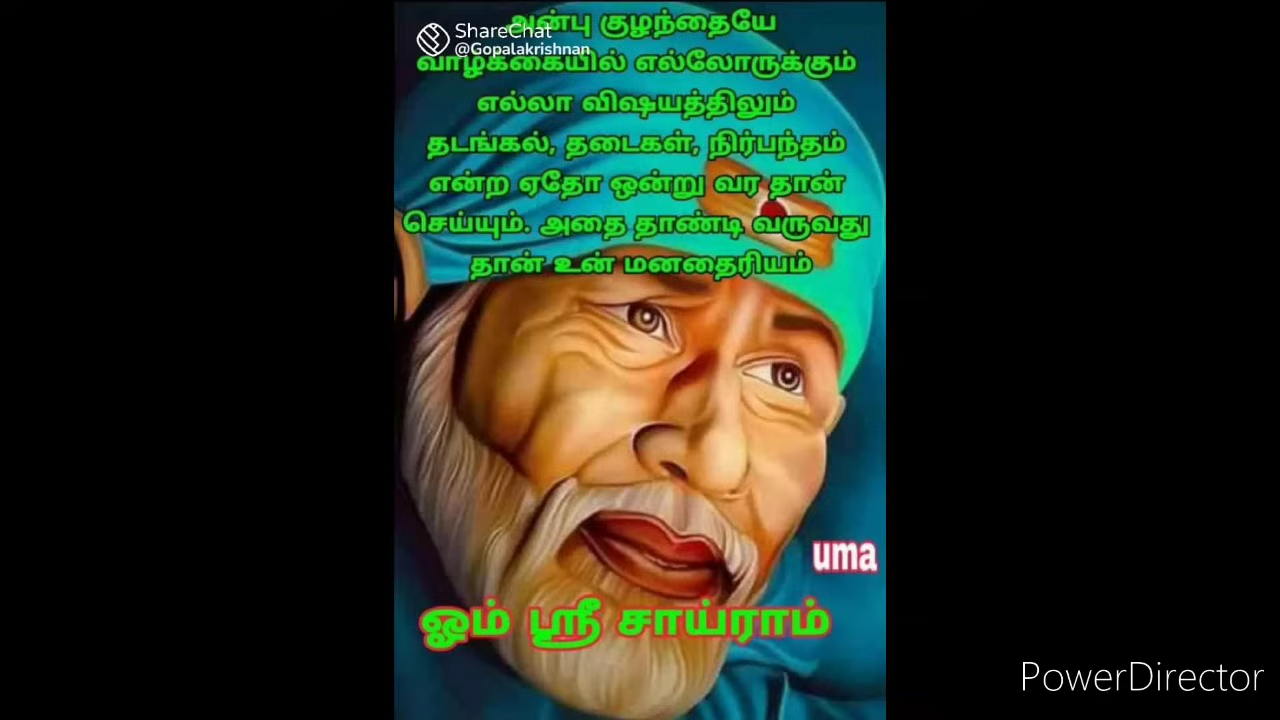 அன்பு குழந்தையே
ShareChat
@Gopalakrishnan
வாழ்க்கையில் எல்லோருக்கும்
எல்லா விஷயத்திலும்
தடங்கல், தடைகள், நிர்பந்தம்
என்ற ஏதோ ஒன்று வர தான்
செய்யும். அதை தாண்டி வருவது
தான் உன் மனதைரியம்
uma
ஓம் ஸ்ரீ சாய்ராம்
PowerDirector